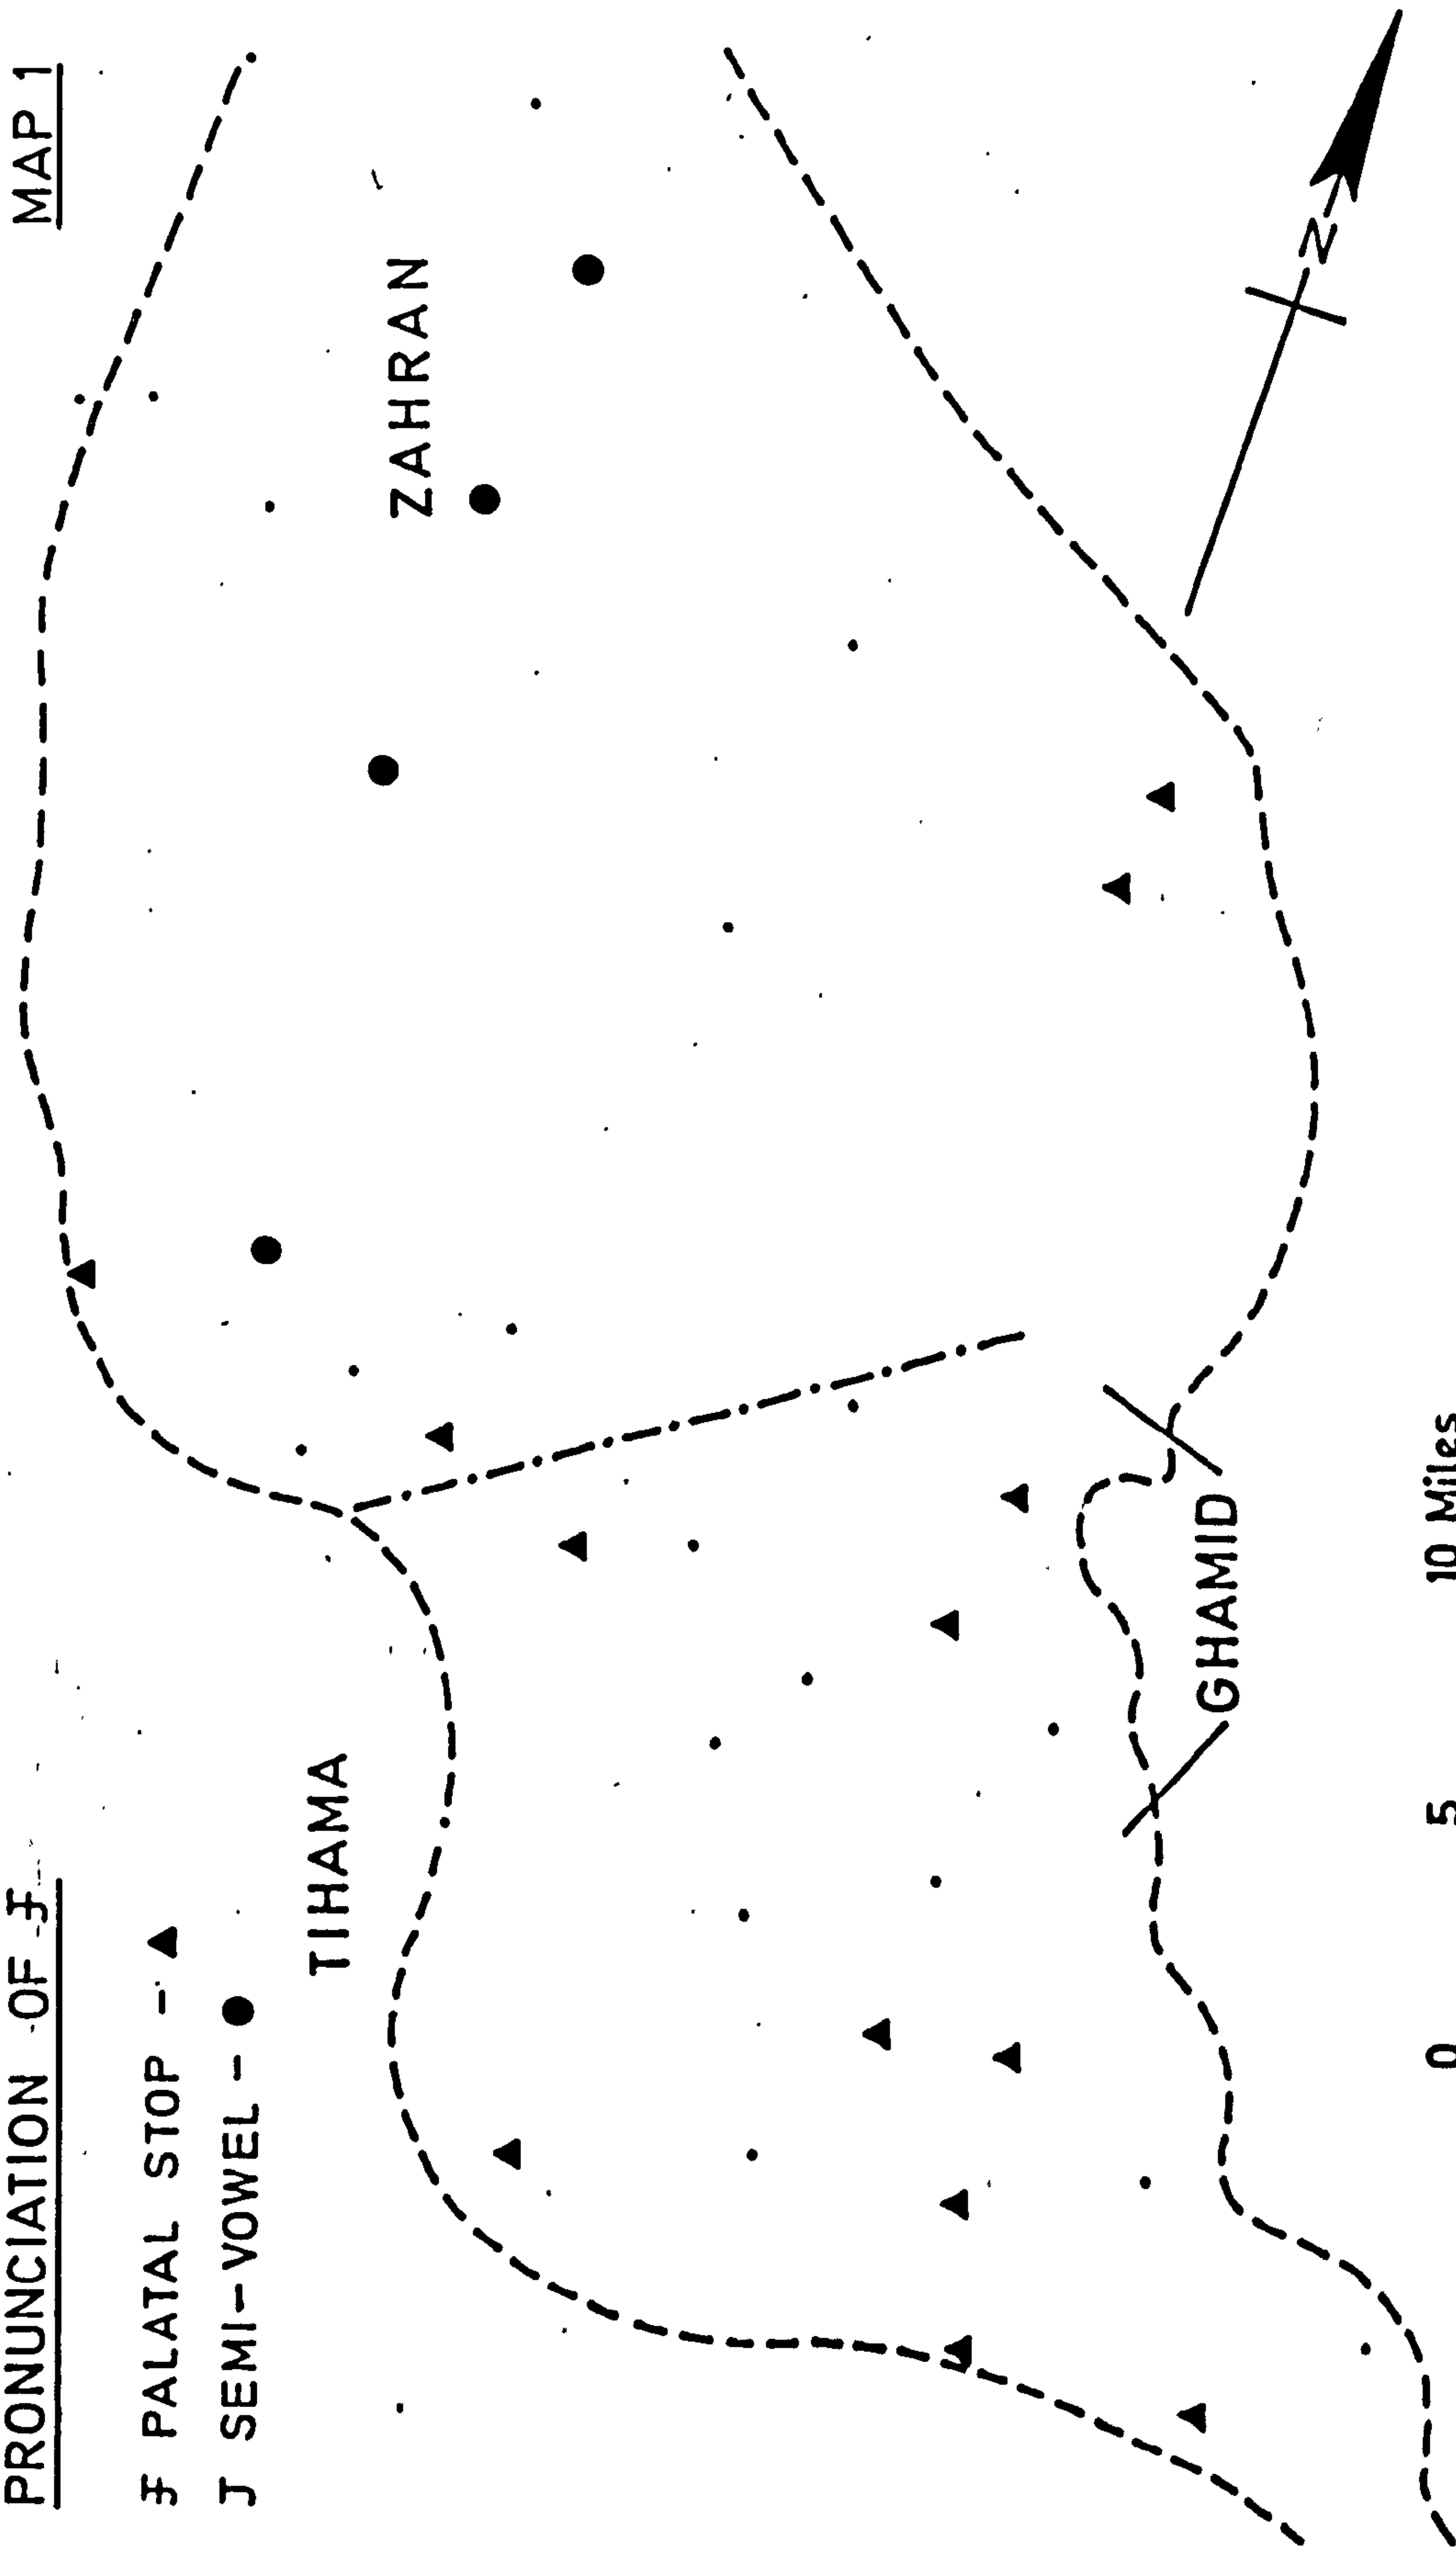 MAP 1
PRONUNCIATION OF Ɉ
Ɉ PALATAL STOP –
J SEMI-VOWEL –
TIHAMA
ZAHRAN
GHAMID
N
0 5 10 Miles